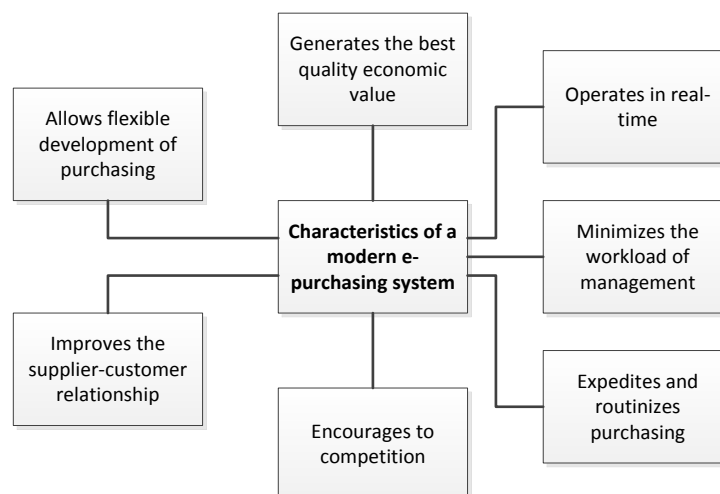 Generates the best
quality economic
value
Allows flexible
development of
purchasing
Operates in real-
time
Characteristics of a
modern e-
purchasing system
Minimizes the
workload of
management
Improves the
supplier-customer
relationship
Encourages to
competition
Expedites and
routinizes
purchasing